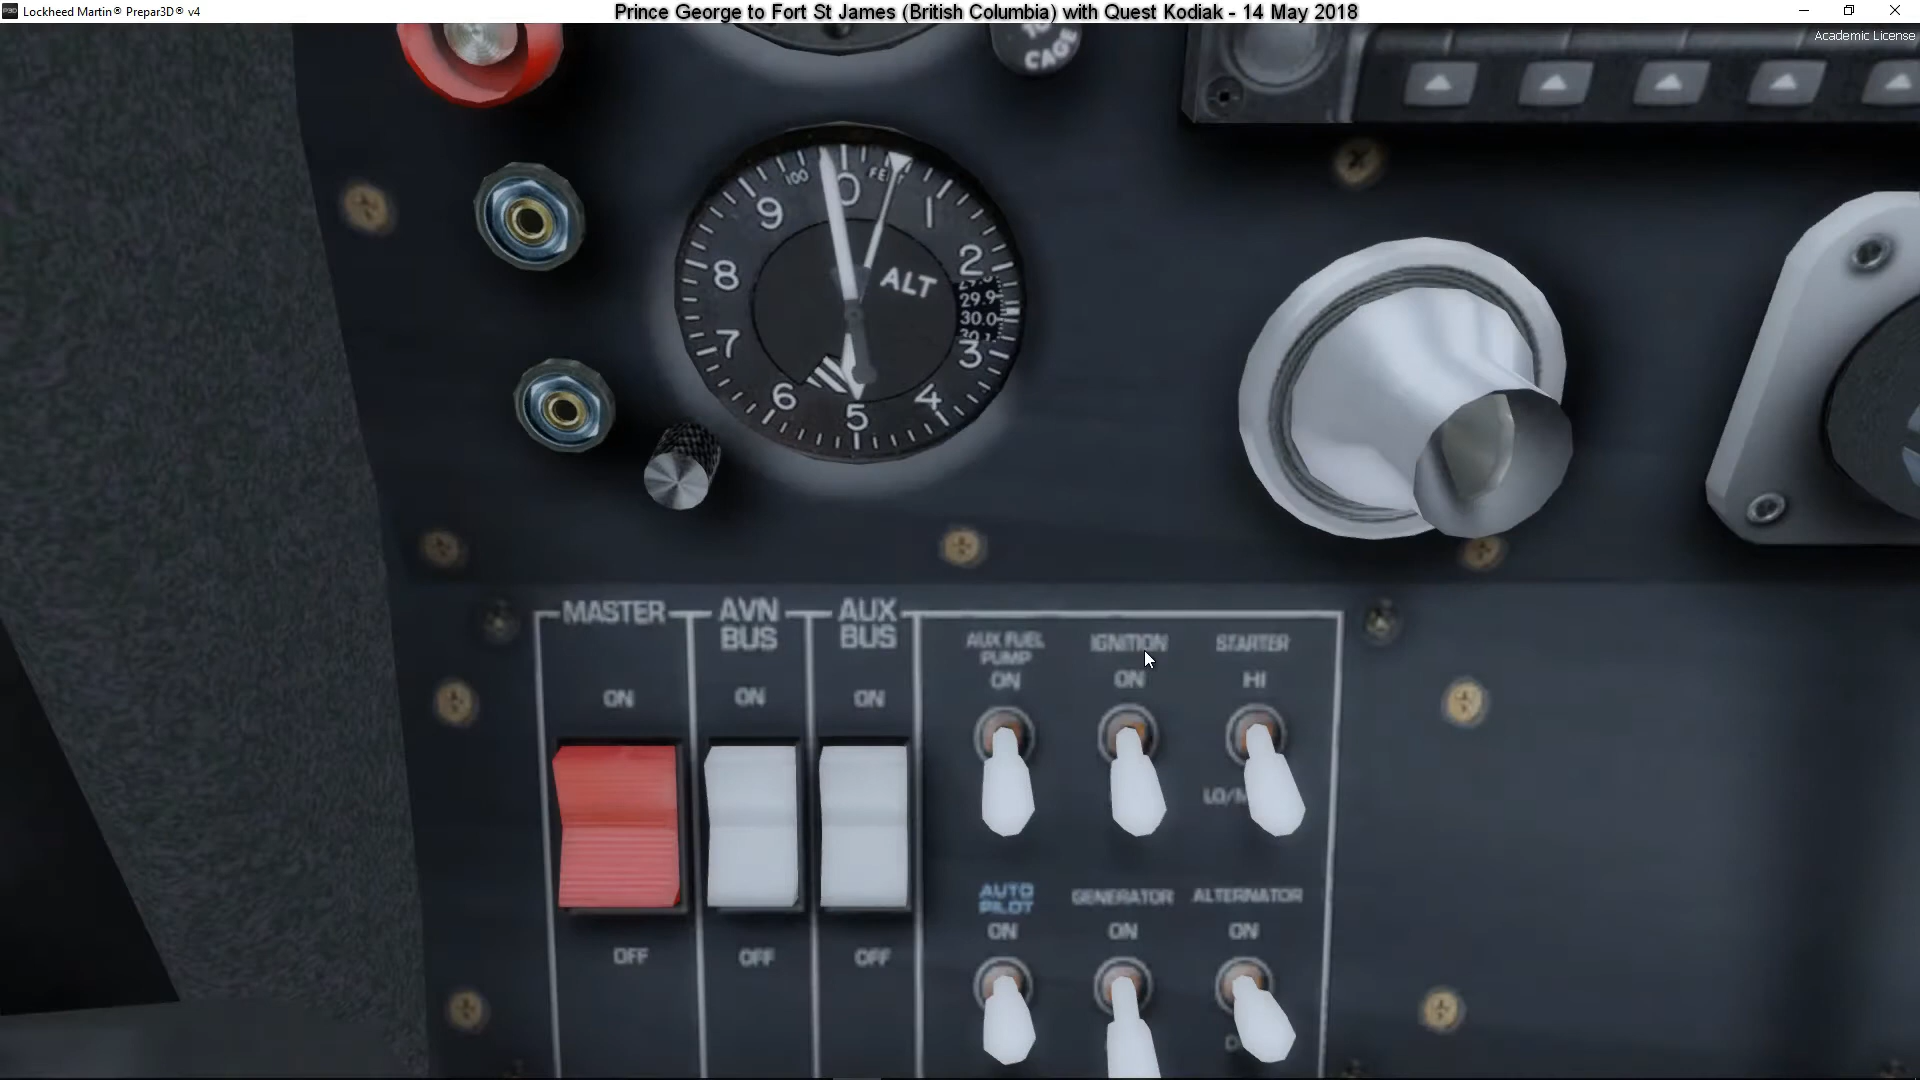 Lockheed Martin® Prepar3D® v4
Prince George to Fort St James (British Columbia) with Quest Kodiak - 14 May 2018
Academic License
CAGE
100
0
FEET
9
1
8
2
ALT
29.9
30.0
7
3
6
4
5
MASTER
AVN
BUS
AUX
BUS
AUX FUEL
PUMP
IGNITION
STARTER
ON
ON
ON
ON
ON
HI
AUTO
PILOT
GENERATOR
ALTERNATOR
ON
ON
ON
OFF
OFF
OFF